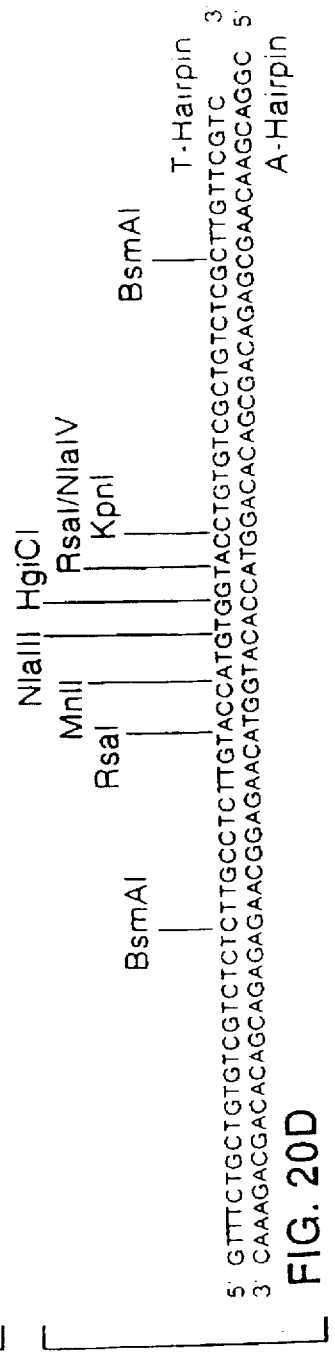 NlaIII HgiCI
MnlI RsaI/NlaIV
RsaI KpnI
BsmAI BsmAI
T-Hairpin
5' GTTTCTGCTGTGTCGTCTCTCTTGCCTCTTGTACCATGTGGTACCTGTGTCGCTGTCTCGCTTGTTCGTC 3'
3' CAAAGACGACACAGCAGAGAGAACGGAGAACATGGTACACCATGGACACAGCGACAGAGCGAACAAGCAGGC 5'
A-Hairpin
FIG. 20D